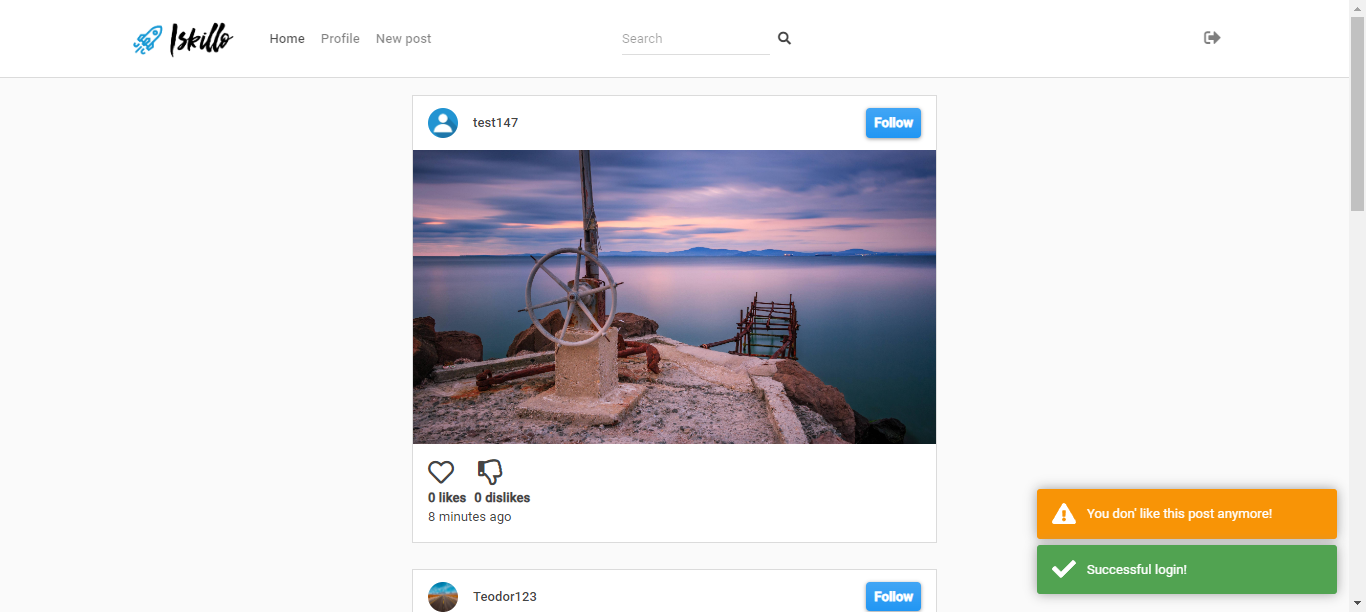 Iskillo
Home Profile New post
Search
test147
Follow
0 likes 0 dislikes
8 minutes ago
Teodor123
Follow
You don' like this post anymore!
Successful login!